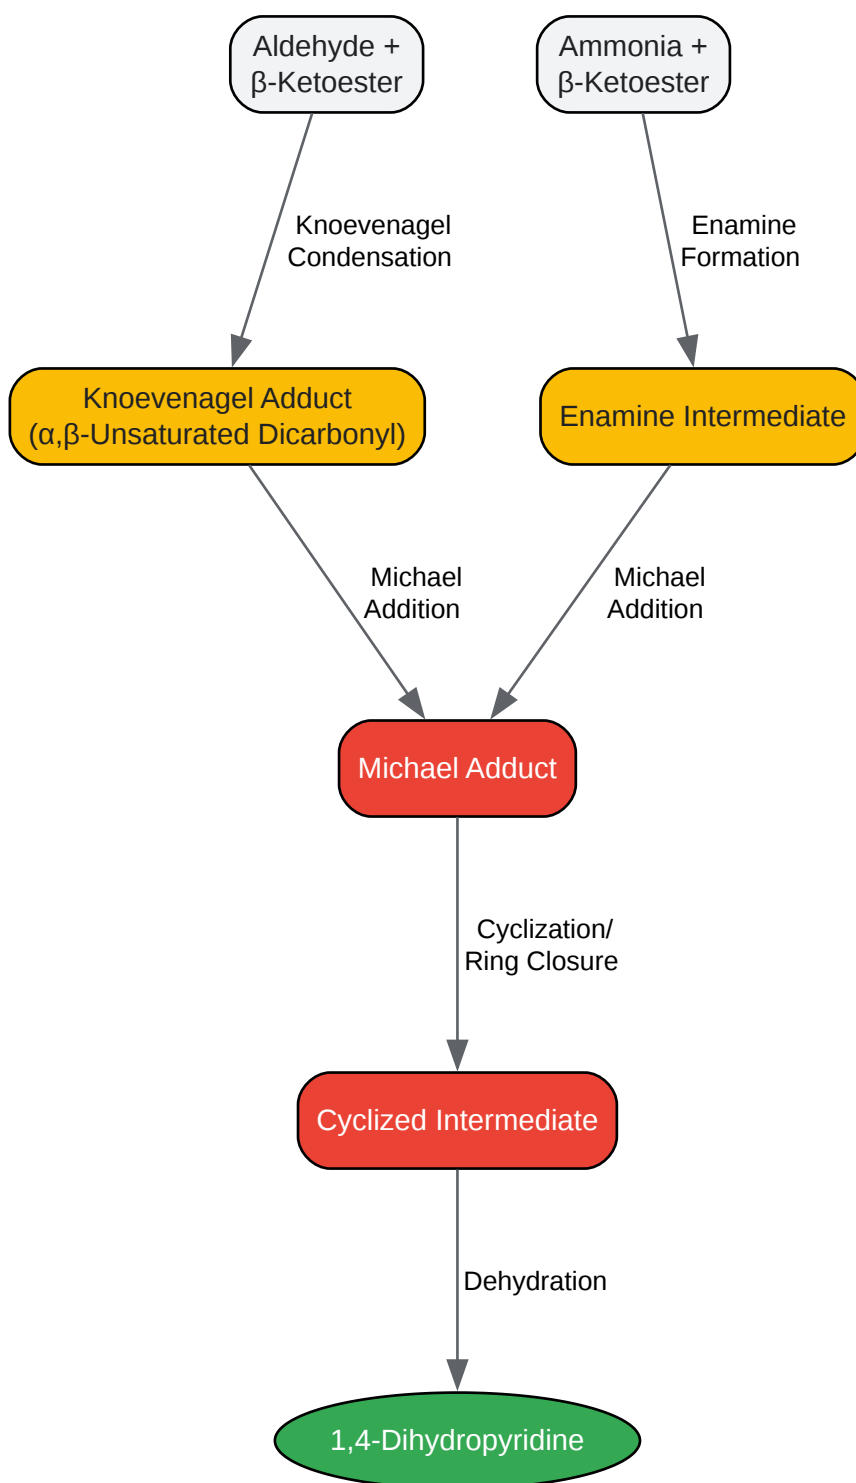 Aldehyde +
β-Ketoester
Ammonia +
β-Ketoester
Knoevenagel
Condensation
Enamine
Formation
Knoevenagel Adduct
(α,β-Unsaturated Dicarbonyl)
Enamine Intermediate
Michael
Addition
Michael
Addition
Michael Adduct
Cyclization/
Ring Closure
Cyclized Intermediate
Dehydration
1,4-Dihydropyridine